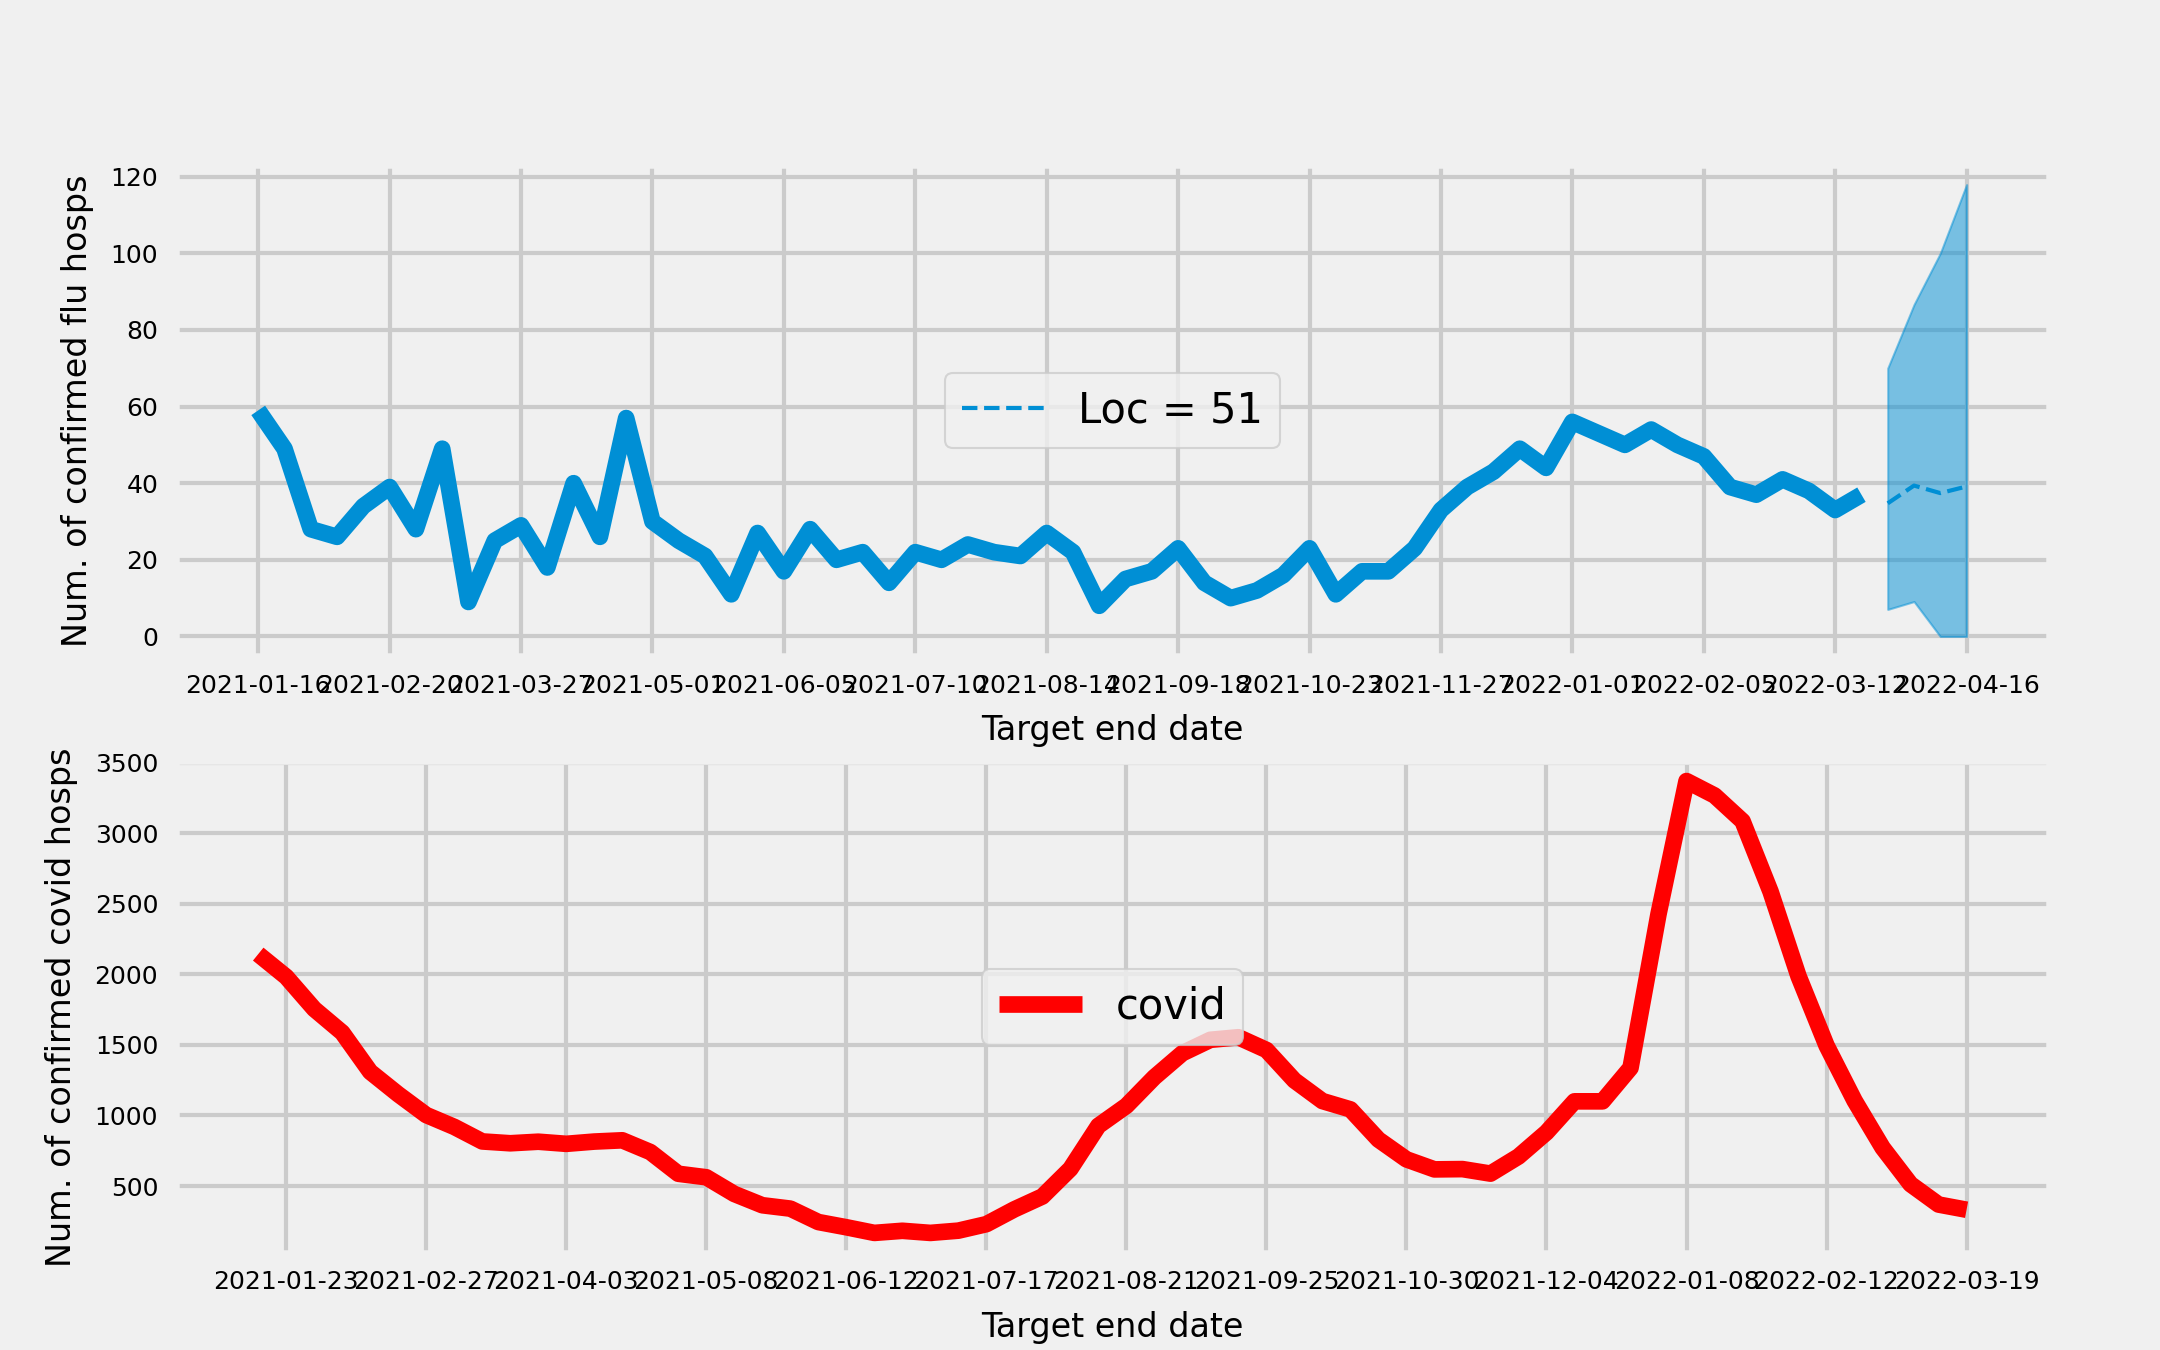 Num. of confirmed flu hosps
120
100
80
60
40
20
0
Loc = 51
2021-01-16 2021-02-20 2021-03-27 2021-05-01 2021-06-05 2021-07-10 2021-08-14 2021-09-18 2021-10-23 2021-11-27 2022-01-01 2022-02-05 2022-03-12 2022-04-16
Target end date
Num. of confirmed covid hosps
3500
3000
2500
2000
1500
1000
500
covid
2021-01-23 2021-02-27 2021-04-03 2021-05-08 2021-06-12 2021-07-17 2021-08-21 2021-09-25 2021-10-30 2021-12-04 2022-01-08 2022-02-12 2022-03-19
Target end date